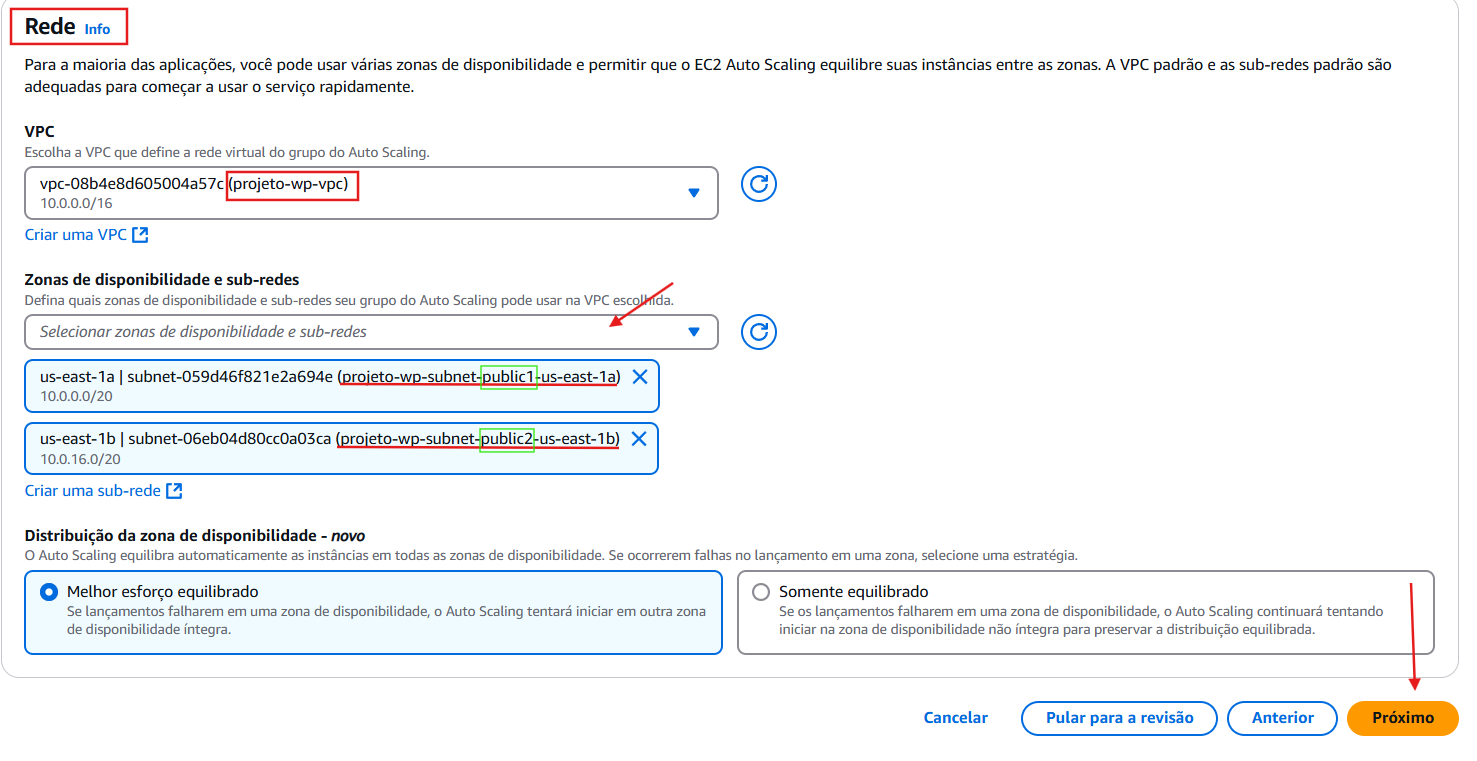 Rede Info
Para a maioria das aplicações, você pode usar várias zonas de disponibilidade e permitir que o EC2 Auto Scaling equilibre suas instâncias entre as zonas. A VPC padrão e as sub-redes padrão são
adequadas para começar a usar o serviço rapidamente.
VPC
Escolha a VPC que define a rede virtual do grupo do Auto Scaling.
vpc-08b4e8d605004a57c (projeto-wp-vpc)
10.0.0.0/16
Criar uma VPC
Zonas de disponibilidade e sub-redes
Defina quais zonas de disponibilidade e sub-redes seu grupo do Auto Scaling pode usar na VPC escolhida.
Selecionar zonas de disponibilidade e sub-redes
us-east-1a | subnet-059d46f821e2a694e (projeto-wp-subnet-public1-us-east-1a)
10.0.0.0/20
us-east-1b | subnet-06eb04d80cc0a03ca (projeto-wp-subnet-public2-us-east-1b)
10.0.16.0/20
Criar uma sub-rede
Distribuição da zona de disponibilidade - novo
O Auto Scaling equilibra automaticamente as instâncias em todas as zonas de disponibilidade. Se ocorrerem falhas no lançamento em uma zona, selecione uma estratégia.
Melhor esforço equilibrado
Se lançamentos falharem em uma zona de disponibilidade, o Auto Scaling tentará iniciar em outra zona
de disponibilidade íntegra.
Somente equilibrado
Se os lançamentos falharem em uma zona de disponibilidade, o Auto Scaling continuará tentando
iniciar na zona de disponibilidade não íntegra para preservar a distribuição equilibrada.
Cancelar
Pular para a revisão
Anterior
Próximo